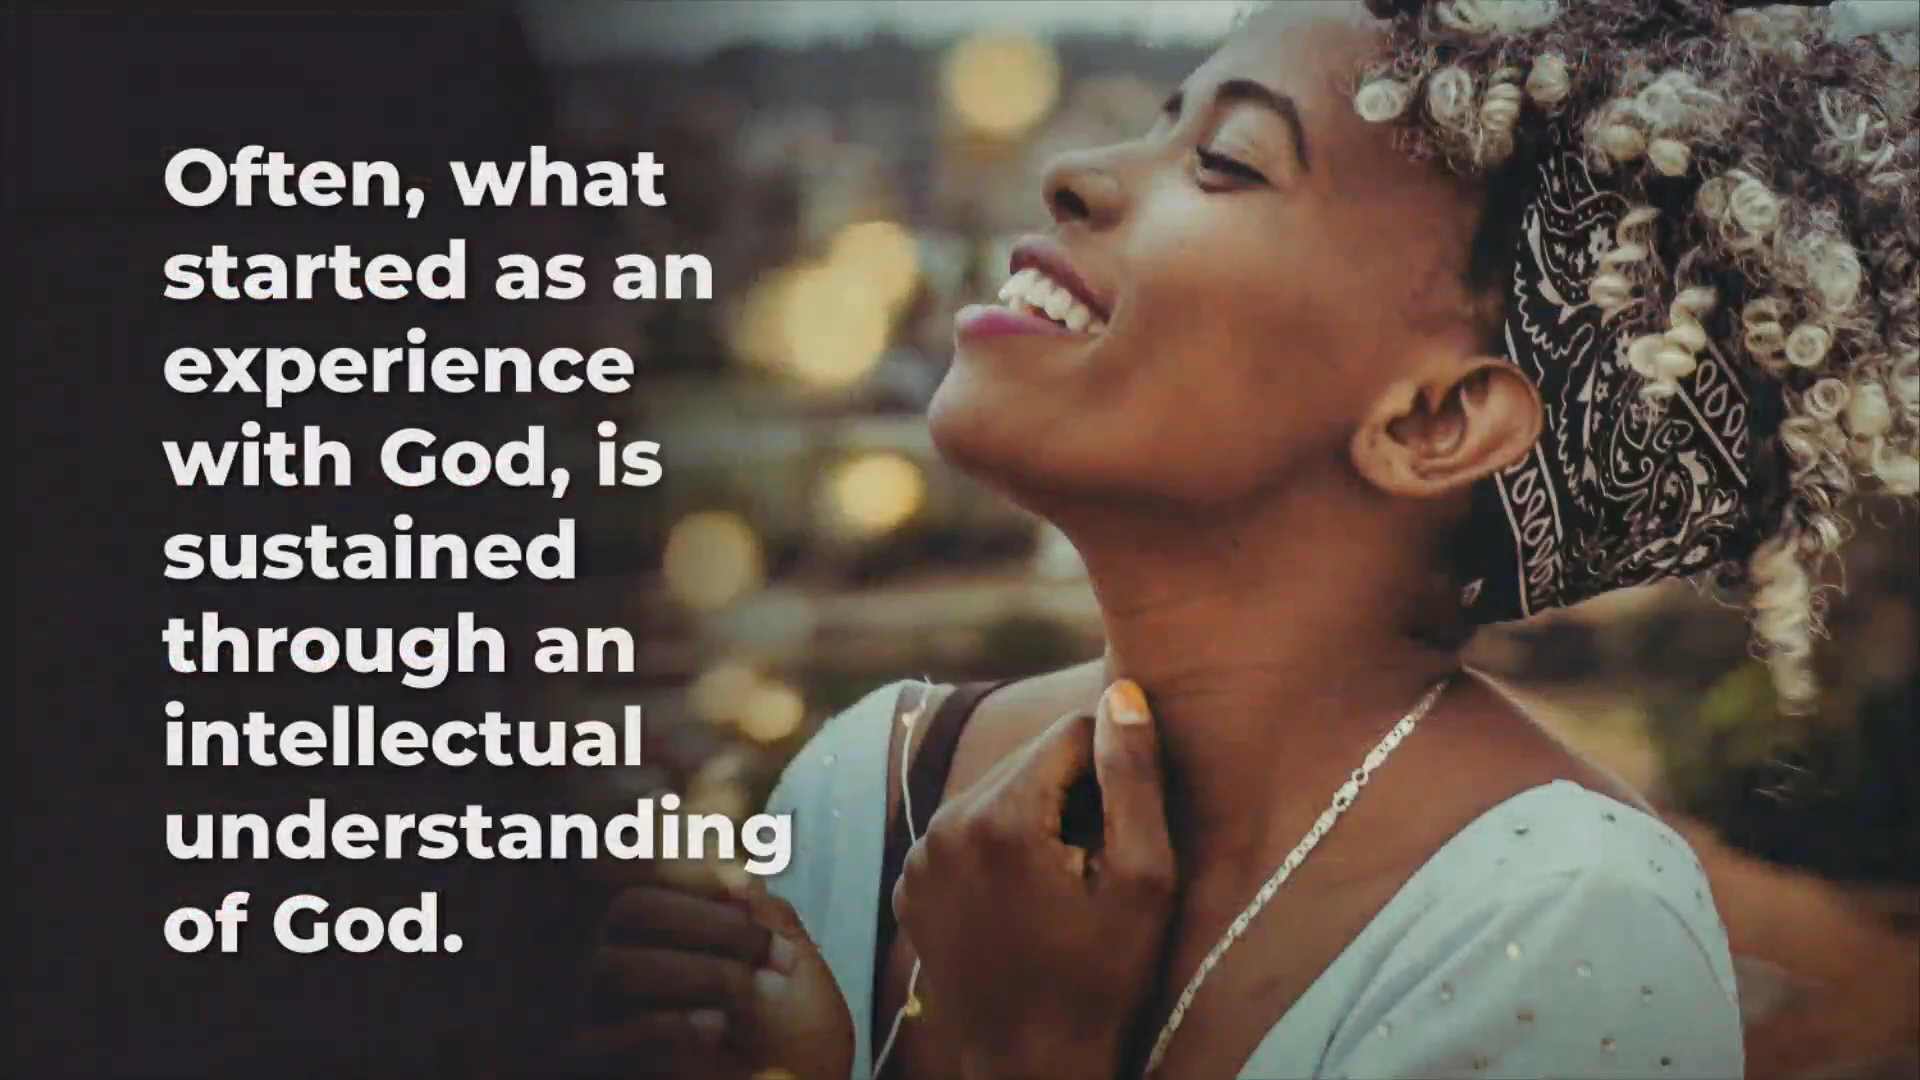 Often, what
started as an
experience
with God, is
sustained
through an
intellectual
understanding
of God.